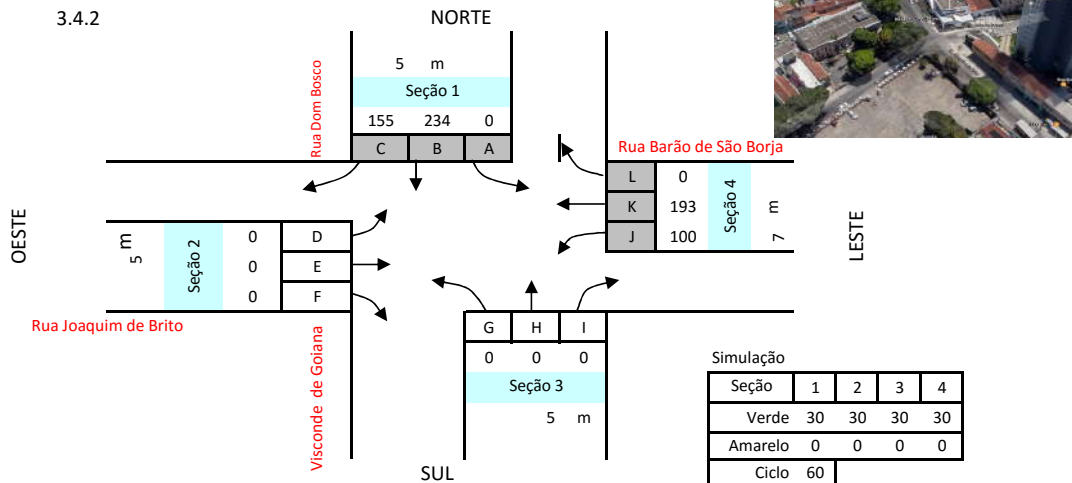 3.4.2
NORTE
Rua Dom Bosco
5 m
Seção 1
155 234 0
C B A
Rua Barão de São Borja
L 0
K 193
J 100
Seção 4
7 m
LESTE
OESTE
5 m
Seção 2
0 D
0 E
0 F
Rua Joaquim de Brito
Visconde de Goiana
G H I
0 0 0
Seção 3
5 m
SUL
Simulação
Seção 1 2 3 4
Verde 30 30 30 30
Amarelo 0 0 0 0
Ciclo 60